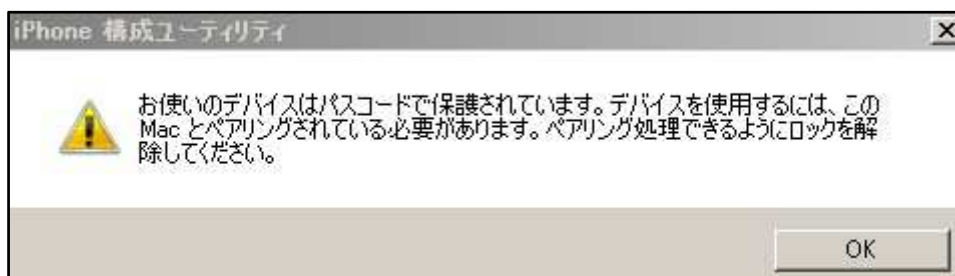 iPhone 構成ユーティリティ
お使いのデバイスはパスコードで保護されています。デバイスを使用するには、この
Mac とペアリングされている必要があります。ペアリング処理できるようにロックを解
除してください。
OK